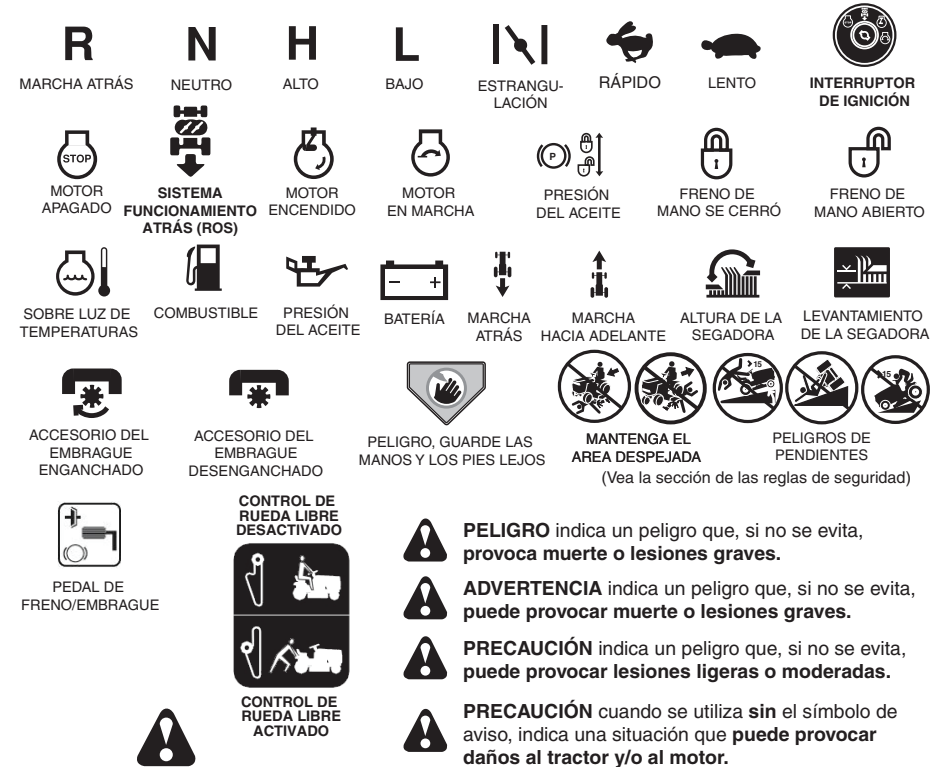 R
N
H
L
MARCHA ATRÁS
NEUTRO
ALTO
BAJO
ESTRANGU-
LACIÓN
RÁPIDO
LENTO
INTERRUPTOR
DE IGNICIÓN
STOP
MOTOR
APAGADO
SISTEMA
FUNCIONAMIENTO
ATRÁS (ROS)
MOTOR
ENCENDIDO
MOTOR
EN MARCHA
P
PRESIÓN
DEL ACEITE
FRENO DE
MANO SE CERRÓ
FRENO DE
MANO ABIERTO
SOBRE LUZ DE
TEMPERATURAS
COMBUSTIBLE
PRESIÓN
DEL ACEITE
BATERÍA
MARCHA
ATRÁS
MARCHA
HACIA ADELANTE
ALTURA DE LA
SEGADORA
LEVANTAMIENTO
DE LA SEGADORA
ACCESORIO DEL
EMBRAGUE
ENGANCHADO
ACCESORIO DEL
EMBRAGUE
DESENGANCHADO
PELIGRO, GUARDE LAS
MANOS Y LOS PIES LEJOS
MANTENGA EL
AREA DESPEJADA
>15
>15
PELIGROS DE
PENDIENTES
(Vea la sección de las reglas de seguridad)
PEDAL DE
FRENO/EMBRAGUE
CONTROL DE
RUEDA LIBRE
DESACTIVADO
CONTROL DE
RUEDA LIBRE
ACTIVADO
PELIGRO indica un peligro que, si no se evita,
provoca muerte o lesiones graves.
ADVERTENCIA indica un peligro que, si no se evita,
puede provocar muerte o lesiones graves.
PRECAUCIÓN indica un peligro que, si no se evita,
puede provocar lesiones ligeras o moderadas.
PRECAUCIÓN cuando se utiliza sin el símbolo de
aviso, indica una situación que puede provocar
daños al tractor y/o al motor.